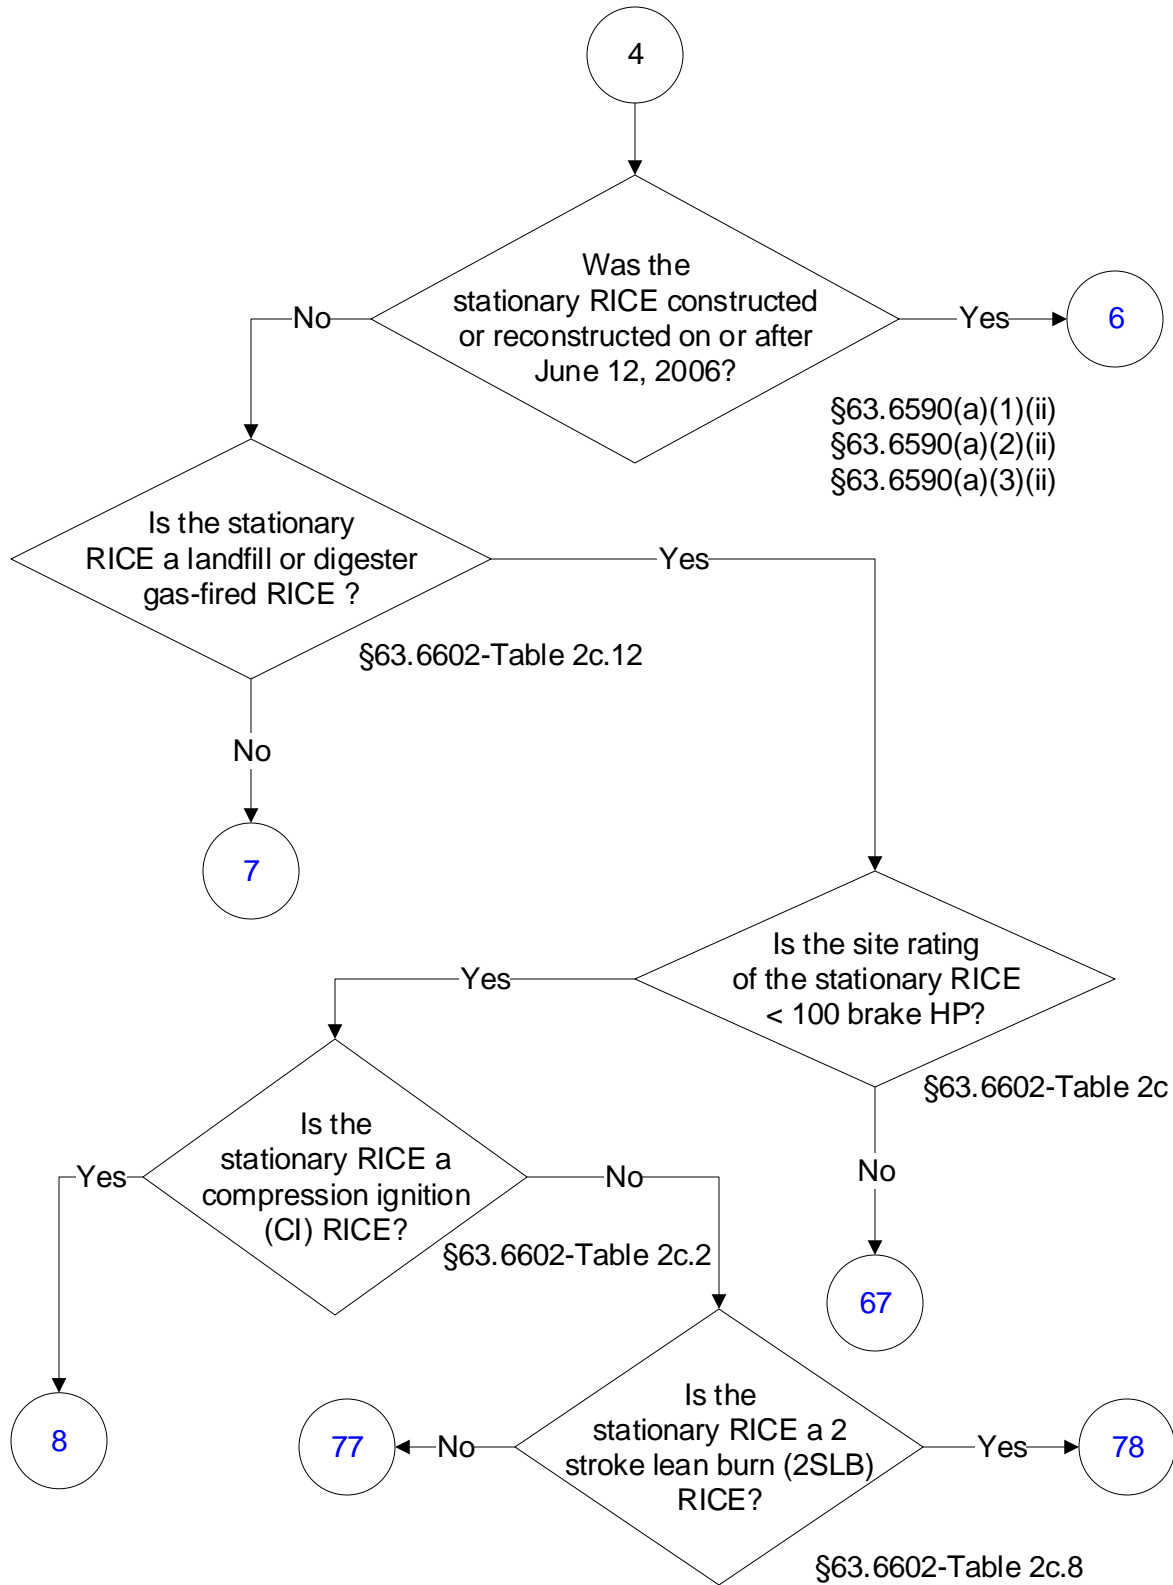 4
Was the
stationary RICE constructed
or reconstructed on or after
June 12, 2006?
No
Yes
6
§63.6590(a)(1)(ii)
§63.6590(a)(2)(ii)
§63.6590(a)(3)(ii)
Is the stationary
RICE a landfill or digester
gas-fired RICE ?
Yes
§63.6602-Table 2c.12
No
7
Is the site rating
of the stationary RICE
< 100 brake HP?
Yes
§63.6602-Table 2c
No
67
Is the
stationary RICE a
compression ignition
(CI) RICE?
Yes
No
§63.6602-Table 2c.2
8
Is the
stationary RICE a 2
stroke lean burn (2SLB)
RICE?
No
77
Yes
78
§63.6602-Table 2c.8